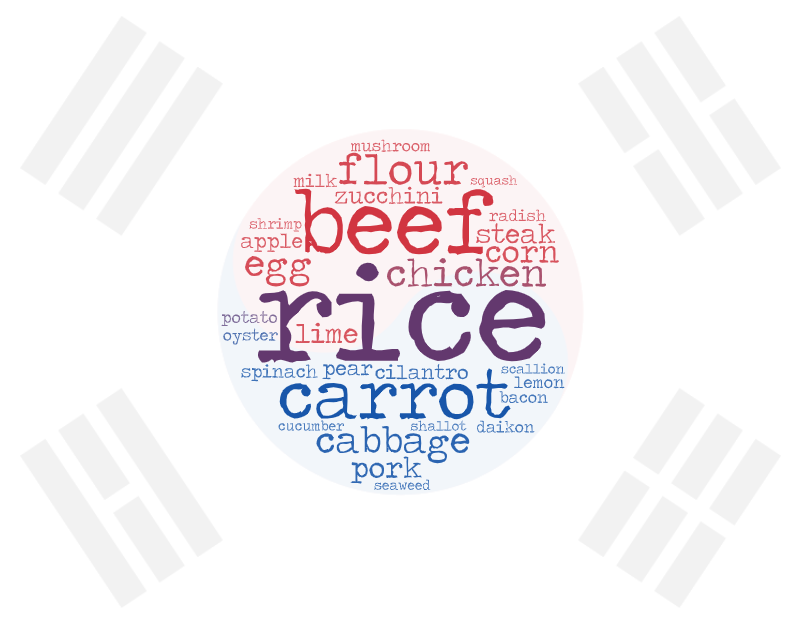 mushroom
flour
milk
squash
zucchini
beef
radish
shrimp
steak
apple
corn
egg
chicken
rice
potato
oyster
lime
spinach
pear
cilantro
scallion
lemon
carrot
bacon
cucumber
shallot
daikon
cabbage
pork
seaweed